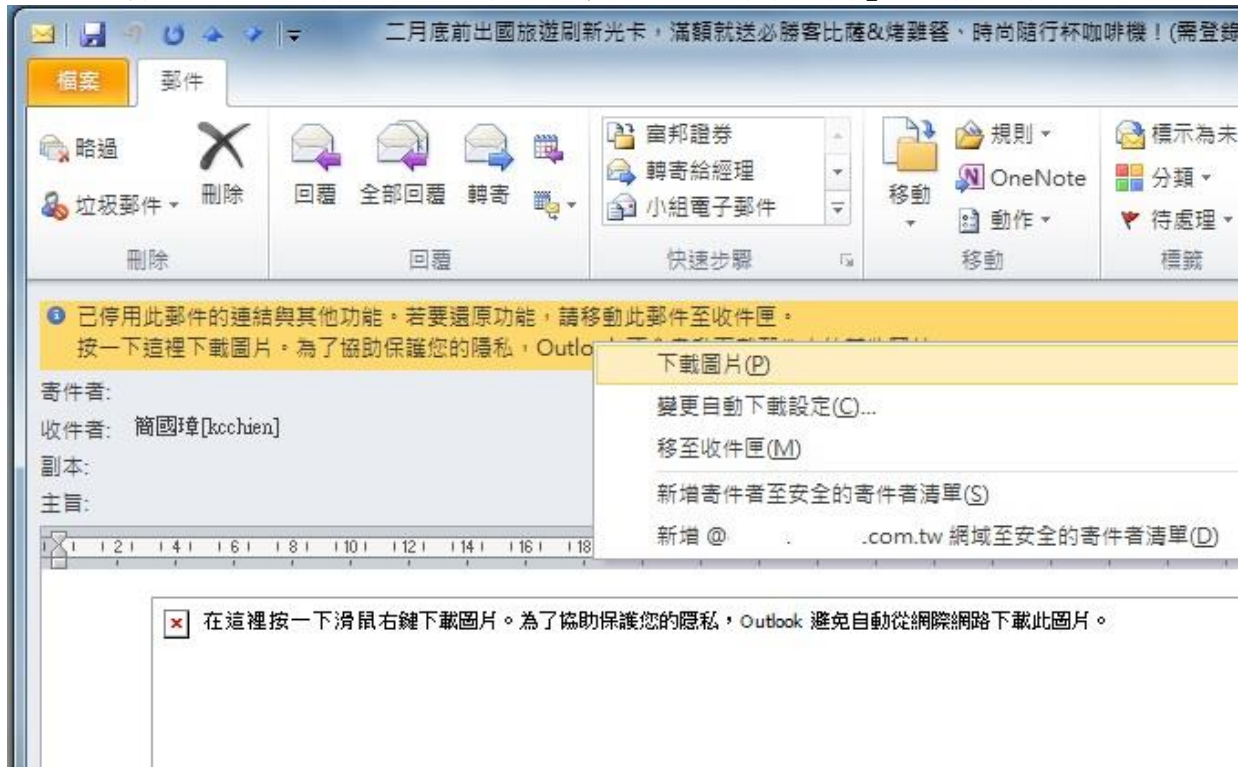 二月底前出國旅遊刷新光卡，滿額就送必勝客比薩&烤雞餐、時尚隨行杯咖啡機！(需登錄
檔案 郵件
略過
垃圾郵件
刪除
回覆 全部回覆 轉寄
富邦證券
轉寄給經理
小組電子郵件
移動
規則
OneNote
動作
標示為未
分類
待處理
刪除 回覆 快速步驟 移動 標籤
已停用此郵件的連結與其他功能。若要還原功能，請移動此郵件至收件匣。
按一下這裡下載圖片。為了協助保護您的隱私，Outlo
下載圖片(P)
變更自動下載設定(C)...
移至收件匣(M)
新增寄件者至安全的寄件者清單(S)
新增 @ . .com.tw 網域至安全的寄件者清單(D)
寄件者:
收件者: 簡國璋[kcchien]
副本:
主旨:
2 4 6 8 10 12 14 16 18
在這裡按一下滑鼠右鍵下載圖片。為了協助保護您的隱私，Outlook 避免自動從網際網路下載此圖片。